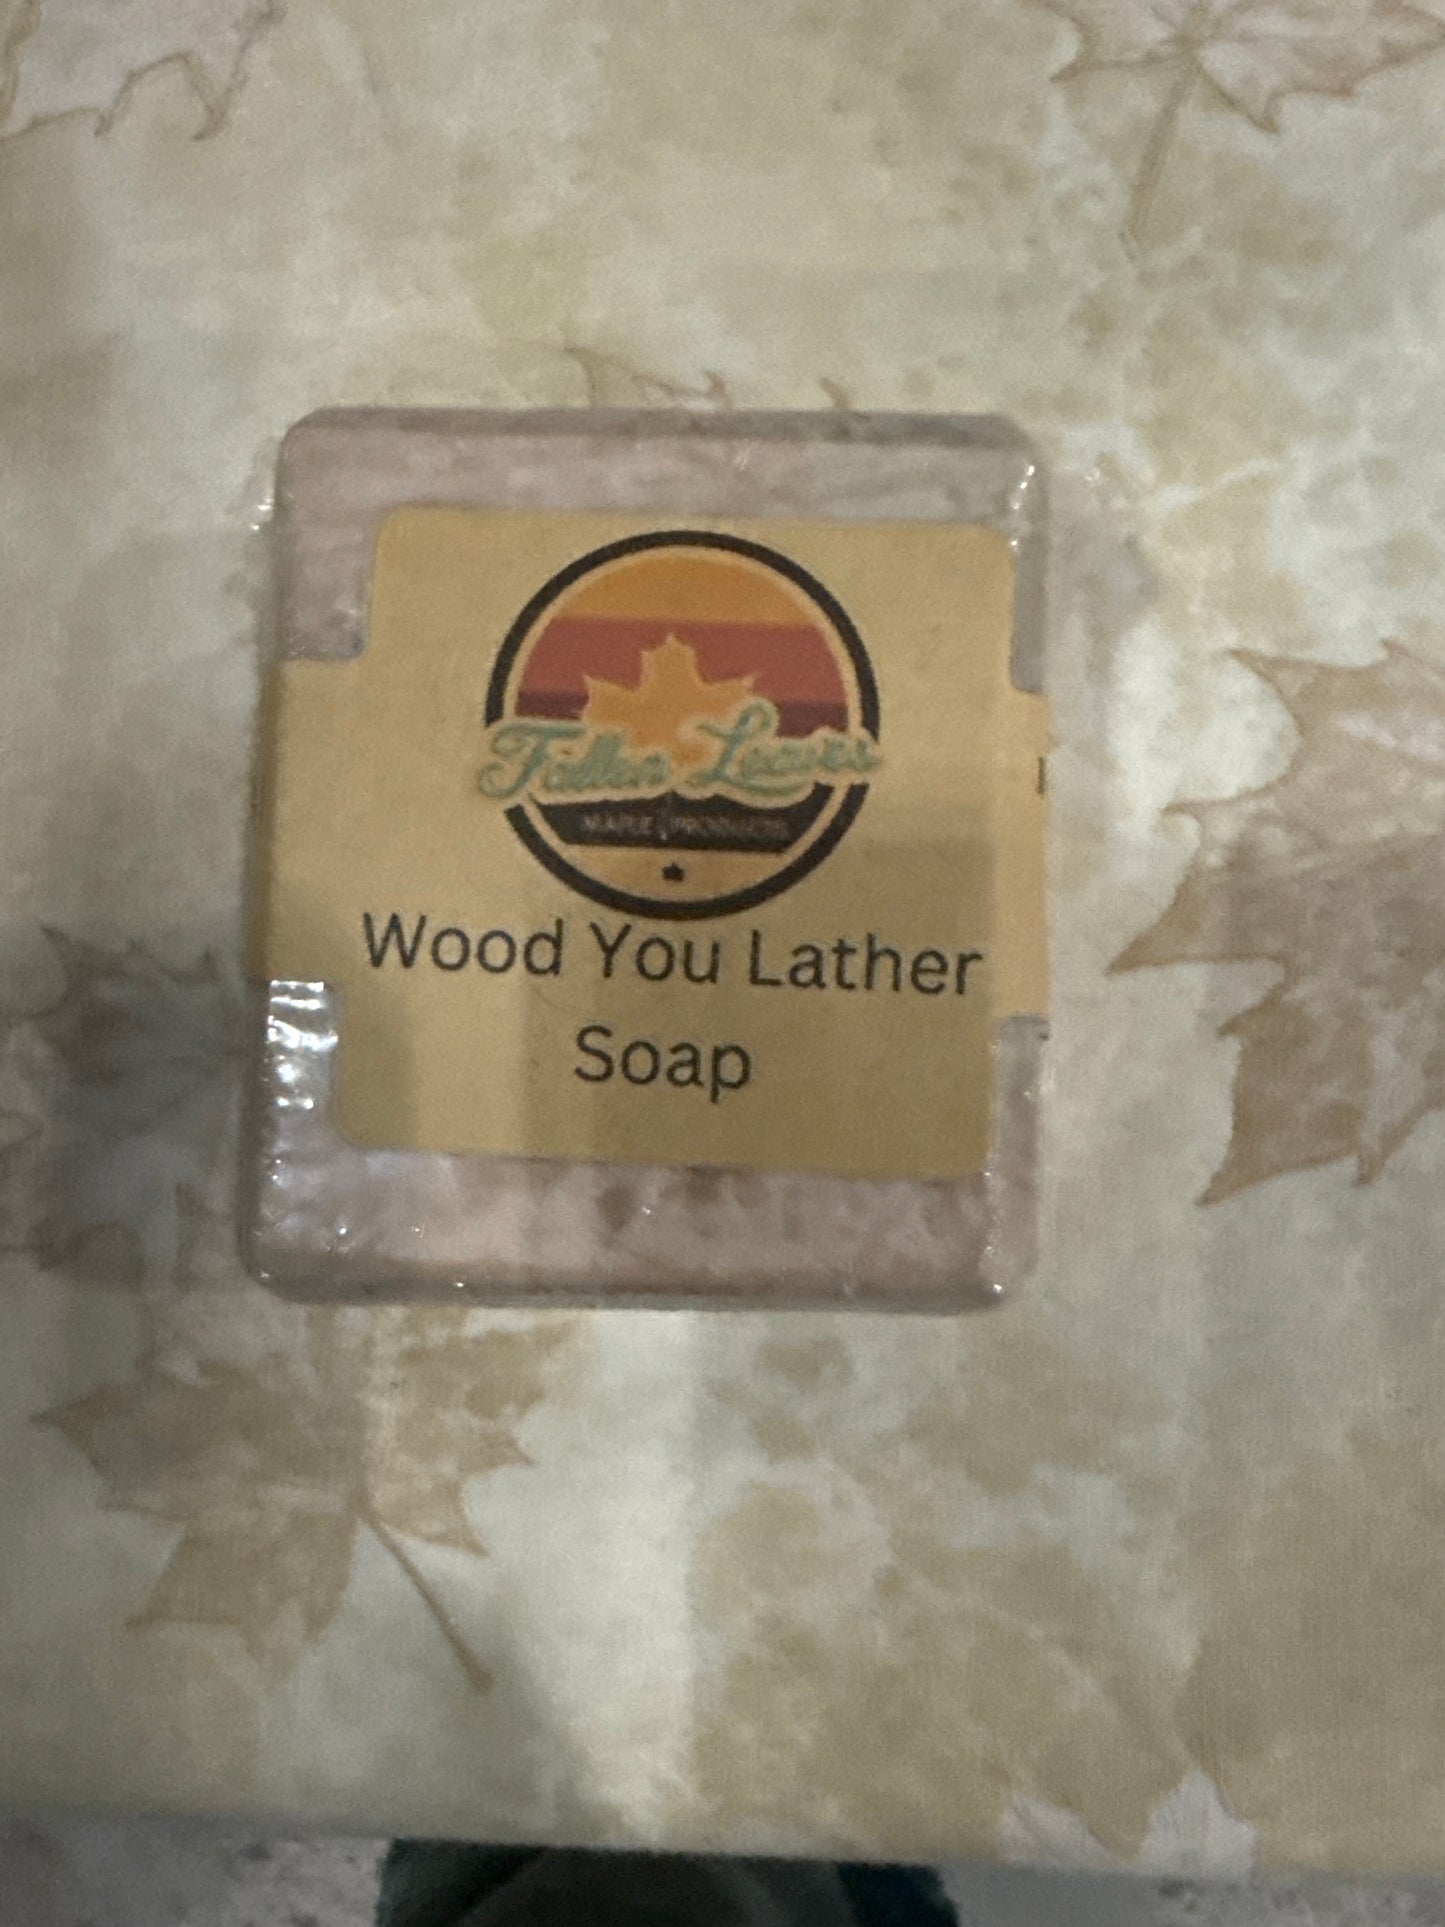 Fallen Leaves
MAPLE PRODUCTS
Wood You Lather
Soap